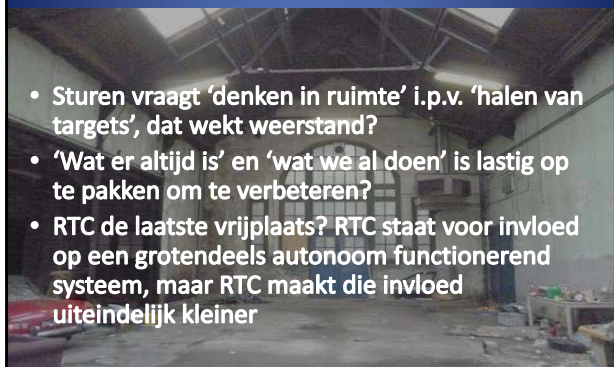 • Sturen vraagt ‘denken in ruimte’ i.p.v. ‘halen van
targets’, dat wekt weerstand?
• ‘Wat er altijd is’ en ‘wat we al doen’ is lastig op
te pakken om te verbeteren?
• RTC de laatste vrijplaats? RTC staat voor invloed
op een grotendeels autonoom functionerend
systeem, maar RTC maakt die invloed
uiteindelijk kleiner